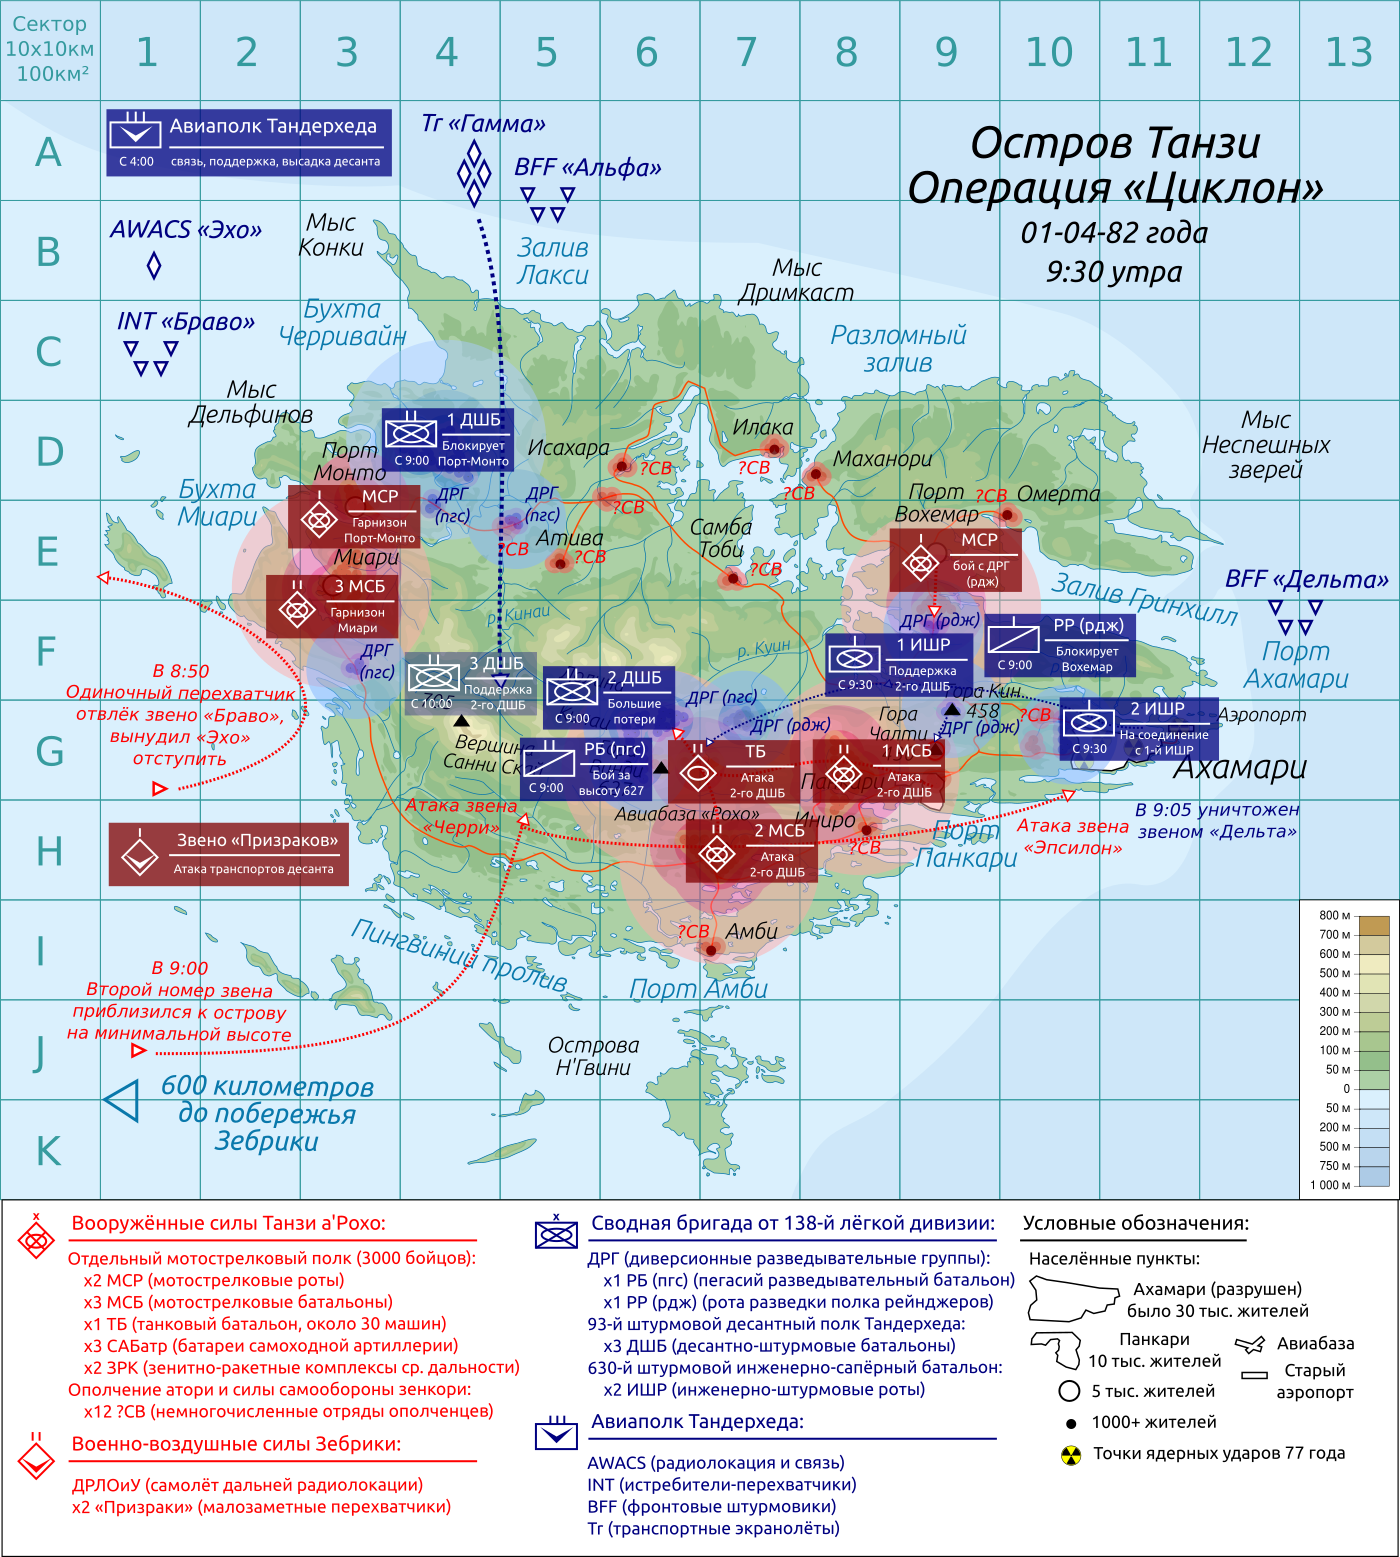 Сектор
10x10км
100км²
1 2 3 4 5 6 7 8 9 10 11 12 13
A
B
C
D
E
F
G
H
I
J
K
Авиаполк Тандерхеда
С 4:00
связь, поддержка, высадка десанта
Tr «Гамма»
BFF «Альфа»
Остров Танзи
Операция «Циклон»
01-04-82 года
9:30 утра
AWACS «Эхо»
INT «Браво»
Мыс
Конки
Залив
Лакси
Мыс
Дримкаст
Бухта
Черривайн
Разломный
залив
Мыс
Дельфинов
1 ДШБ
Блокирует
Порт-Монто
С 9:00
Исахара
?СВ
Илака
?СВ
Маханори
?СВ
Мыс
Неспешных
зверей
Порт
Монто
Бухта
Миари
МСР
Гарнизон
Порт-Монто
ДРГ
(пгс)
ДРГ
(пгс)
?СВ
Порт
Вохемар
?СВ
Омерта
Самба
Тоби
?СВ
Атива
?СВ
?СВ
МСР
бой с ДРГ
(рдж)
Миари
3 МСБ
Гарнизон
Миари
Залив Гринхилл
BFF «Дельта»
Порт
Ахамари
р. Кинаи
р. Куин
ДРГ
(пгс)
ДРГ (рдж)
РР (рдж)
Блокирует
Вохемар
С 9:00
1 ИШР
Поддержка
2-го ДШБ
С 9:30
3 ДШБ
Поддержка
2-го ДШБ
С 10:00
705
2 ДШБ
Большие
потери
С 9:00
ДРГ (пгс)
ДРГ (рдж)
Гора Кин.
458
ДРГ (рдж)
?СВ
2 ИШР
На соединение
с 1-й ИШР
С 9:30
Аэропорт
Ахамари
В 8:50
Одиночный перехватчик
отвлёк звено «Браво»,
вынудил «Эхо»
отступить
Вершина
Санни Скай
РБ (пгс)
Бой за
высоту 627
С 9:00
ТБ
Атака
2-го ДШБ
Гора
Чалти
1 МСБ
Атака
2-го ДШБ
Панкари
Атака звена
«Черри»
Авиабаза «Рохо»
Иниро
?СВ
2 МСБ
Атака
2-го ДШБ
Порт
Панкари
Атака звена
«Эпсилон»
В 9:05 уничтожен
звеном «Дельта»
Звено «Призраков»
Атака транспортов десанта
?СВ
Амби
Пингвиний пролив
Порт Амби
В 9:00
Второй номер звена
приблизился к острову
на минимальной высоте
Острова
Н'Гвини
600 километров
до побережья
Зебрики
800 м
700 м
600 м
500 м
400 м
300 м
200 м
100 м
50 м
0
50 м
200 м
500 м
750 м
1 000 м
Вооружённые силы Танзи а'Рохо:
Отдельный мотострелковый полк (3000 бойцов):
x2 МСР (мотострелковые роты)
x3 МСБ (мотострелковые батальоны)
x1 ТБ (танковый батальон, около 30 машин)
x3 САБатр (батареи самоходной артиллерии)
x2 ЗРК (зенитно-ракетные комплексы ср. дальности)
Ополчение атори и силы самообороны зенкори:
x12 ?СВ (немногочисленные отряды ополченцев)
Военно-воздушные силы Зебрики:
ДРЛОиУ (самолёт дальней радиолокации)
x2 «Призраки» (малозаметные перехватчики)
Сводная бригада от 138-й лёгкой дивизии:
ДРГ (диверсионные разведывательные группы):
x1 РБ (пгс) (пегасий разведывательный батальон)
x1 РР (рдж) (рота разведки полка рейнджеров)
93-й штурмовой десантный полк Тандерхеда:
x3 ДШБ (десантно-штурмовые батальоны)
630-й штурмовой инженерно-сапёрный батальон:
x2 ИШР (инженерно-штурмовые роты)
Авиаполк Тандерхеда:
AWACS (радиолокация и связь)
INT (истребители-перехватчики)
BFF (фронтовые штурмовики)
Tr (транспортные экранолёты)
Условные обозначения:
Населённые пункты:
Ахамари (разрушен)
было 30 тыс. жителей
Панкари
10 тыс. жителей
Авиабаза
Старый
аэропорт
5 тыс. жителей
1000+ жителей
Точки ядерных ударов 77 года